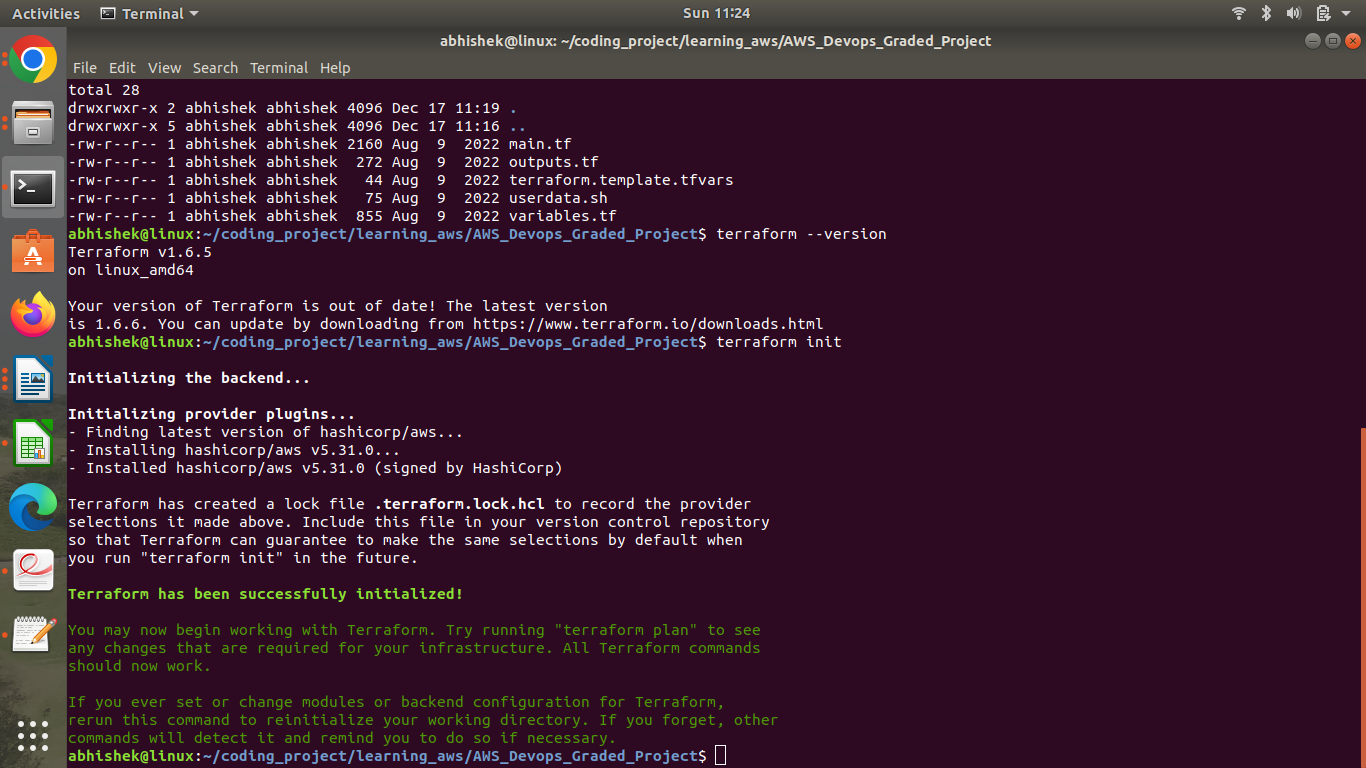 Activities Terminal Sun 11:24
abhishek@linux: ~/coding_project/learning_aws/AWS_Devops_Graded_Project
File Edit View Search Terminal Help
total 28
drwxrwxr-x 2 abhishek abhishek 4096 Dec 17 11:19 .
drwxrwxr-x 5 abhishek abhishek 4096 Dec 17 11:16 ..
-rw-r--r-- 1 abhishek abhishek 2160 Aug  9  2022 main.tf
-rw-r--r-- 1 abhishek abhishek  272 Aug  9  2022 outputs.tf
-rw-r--r-- 1 abhishek abhishek   44 Aug  9  2022 terraform.template.tfvars
-rw-r--r-- 1 abhishek abhishek   75 Aug  9  2022 userdata.sh
-rw-r--r-- 1 abhishek abhishek  855 Aug  9  2022 variables.tf
abhishek@linux:~/coding_project/learning_aws/AWS_Devops_Graded_Project$ terraform --version
Terraform v1.6.5
on linux_amd64
Your version of Terraform is out of date! The latest version
is 1.6.6. You can update by downloading from https://www.terraform.io/downloads.html
abhishek@linux:~/coding_project/learning_aws/AWS_Devops_Graded_Project$ terraform init
Initializing the backend...
Initializing provider plugins...
- Finding latest version of hashicorp/aws...
- Installing hashicorp/aws v5.31.0...
- Installed hashicorp/aws v5.31.0 (signed by HashiCorp)
Terraform has created a lock file .terraform.lock.hcl to record the provider
selections it made above. Include this file in your version control repository
so that Terraform can guarantee to make the same selections by default when
you run "terraform init" in the future.
Terraform has been successfully initialized!
You may now begin working with Terraform. Try running "terraform plan" to see
any changes that are required for your infrastructure. All Terraform commands
should now work.
If you ever set or change modules or backend configuration for Terraform,
rerun this command to reinitialize your working directory. If you forget, other
commands will detect it and remind you to do so if necessary.
abhishek@linux:~/coding_project/learning_aws/AWS_Devops_Graded_Project$